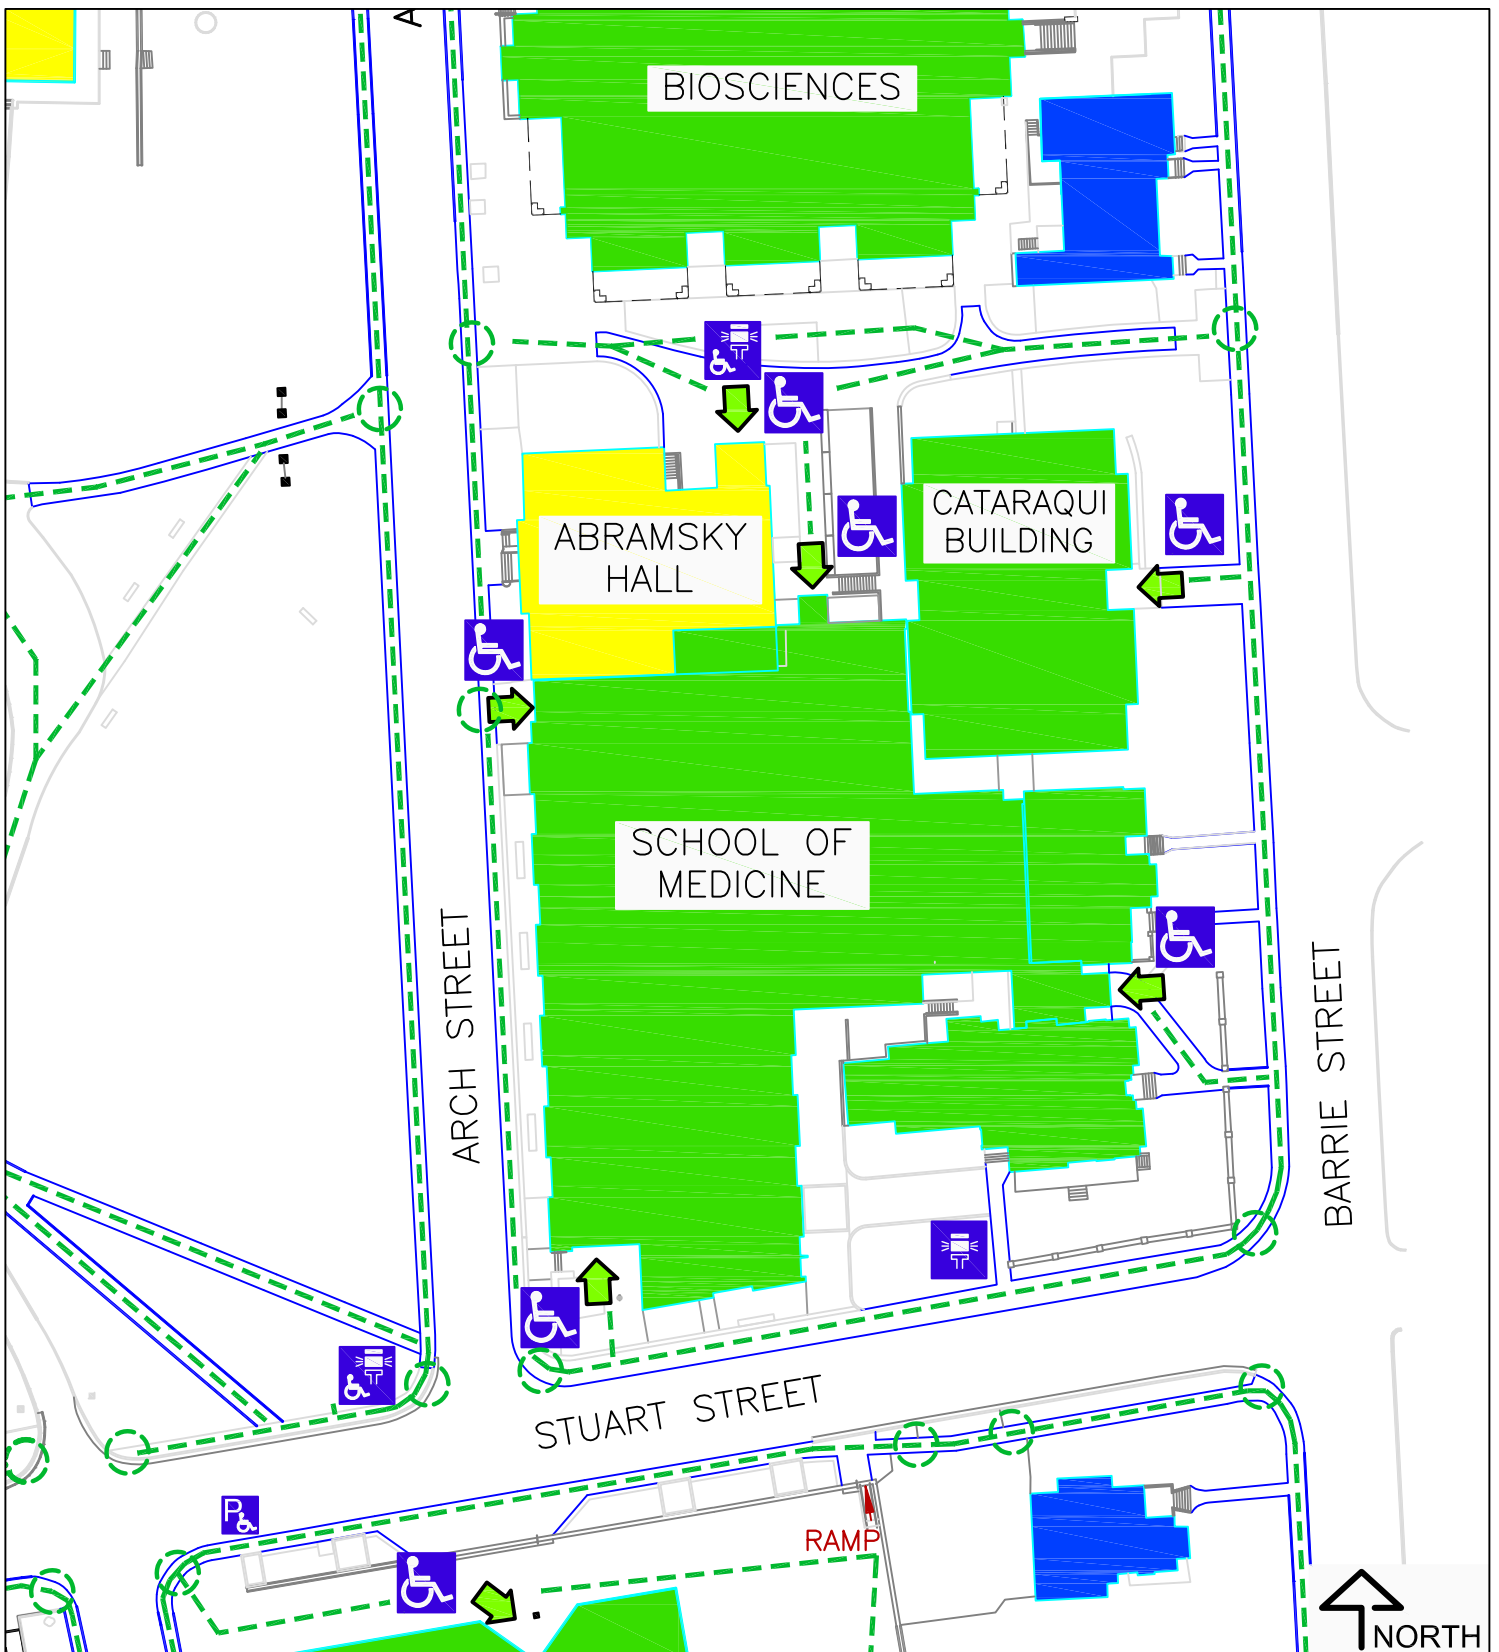 A
BIOSCIENCES
ABRAMSKY
HALL
CATARAQUI
BUILDING
SCHOOL OF
MEDICINE
ARCH STREET
BARRIE STREET
STUART STREET
P
RAMP
NORTH